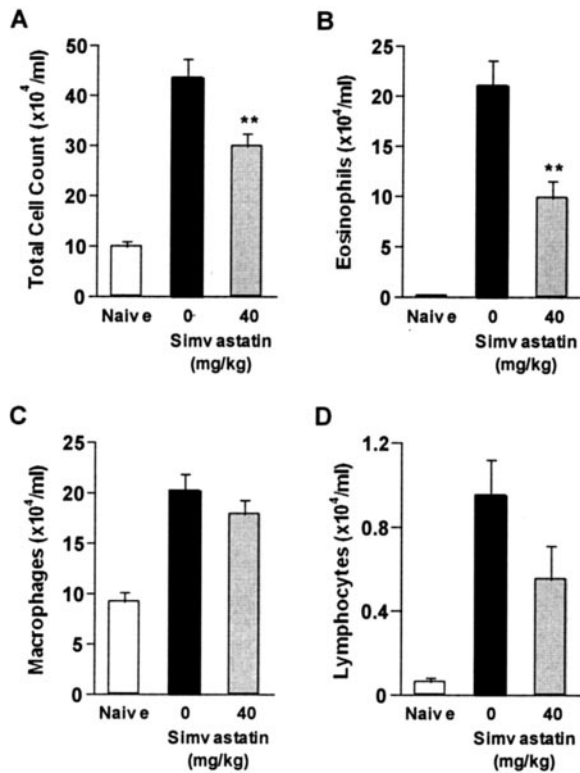 A
Total Cell Count (x10⁴/ml)
50
40
30
20
10
0
**
Naive 0 40
Simvastatin
(mg/kg)
B
Eosinophils (x10⁴/ml)
25
20
15
10
5
0
**
Naive 0 40
Simvastatin
(mg/kg)
C
Macrophages (x10⁴/ml)
25
20
15
10
5
0
Naive 0 40
Simvastatin
(mg/kg)
D
Lymphocytes (x10⁴/ml)
1.2
0.8
0.4
0
Naive 0 40
Simvastatin
(mg/kg)